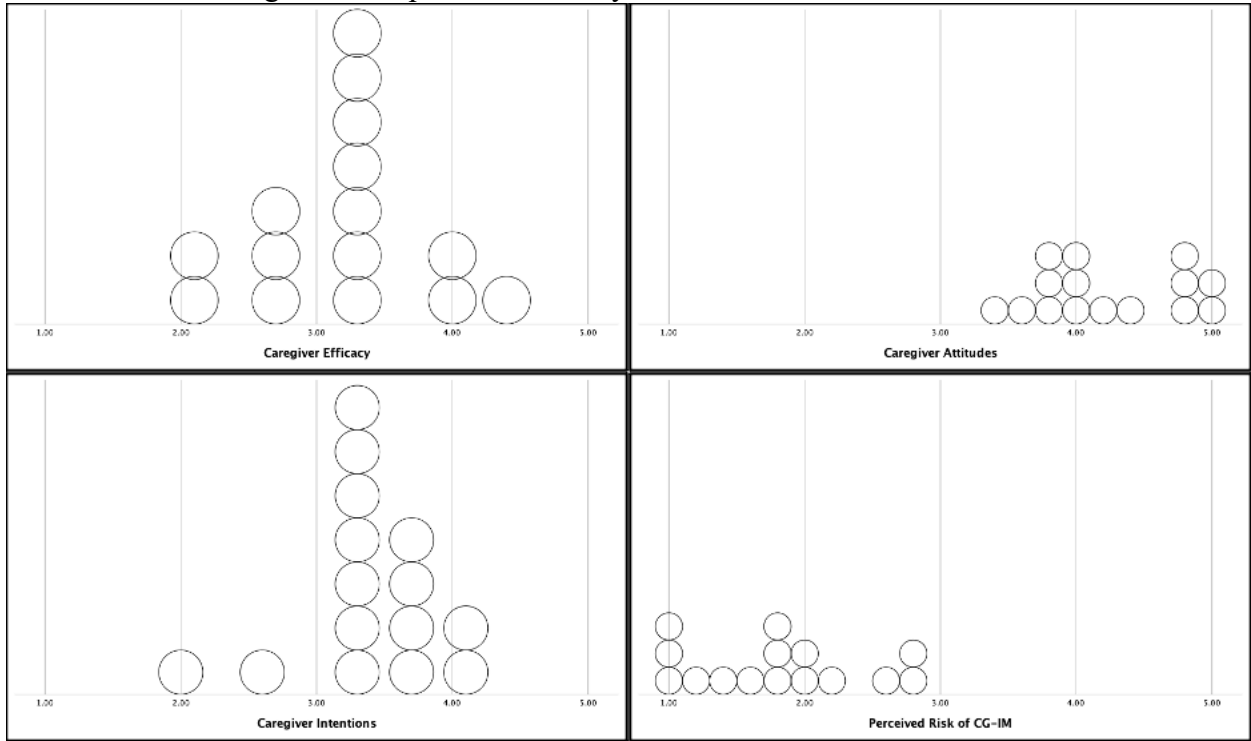 1.00 2.00 3.00 4.00 5.00
Caregiver Efficacy
1.00 2.00 3.00 4.00 5.00
Caregiver Attitudes
1.00 2.00 3.00 4.00 5.00
Caregiver Intentions
1.00 2.00 3.00 4.00 5.00
Perceived Risk of CG-IM